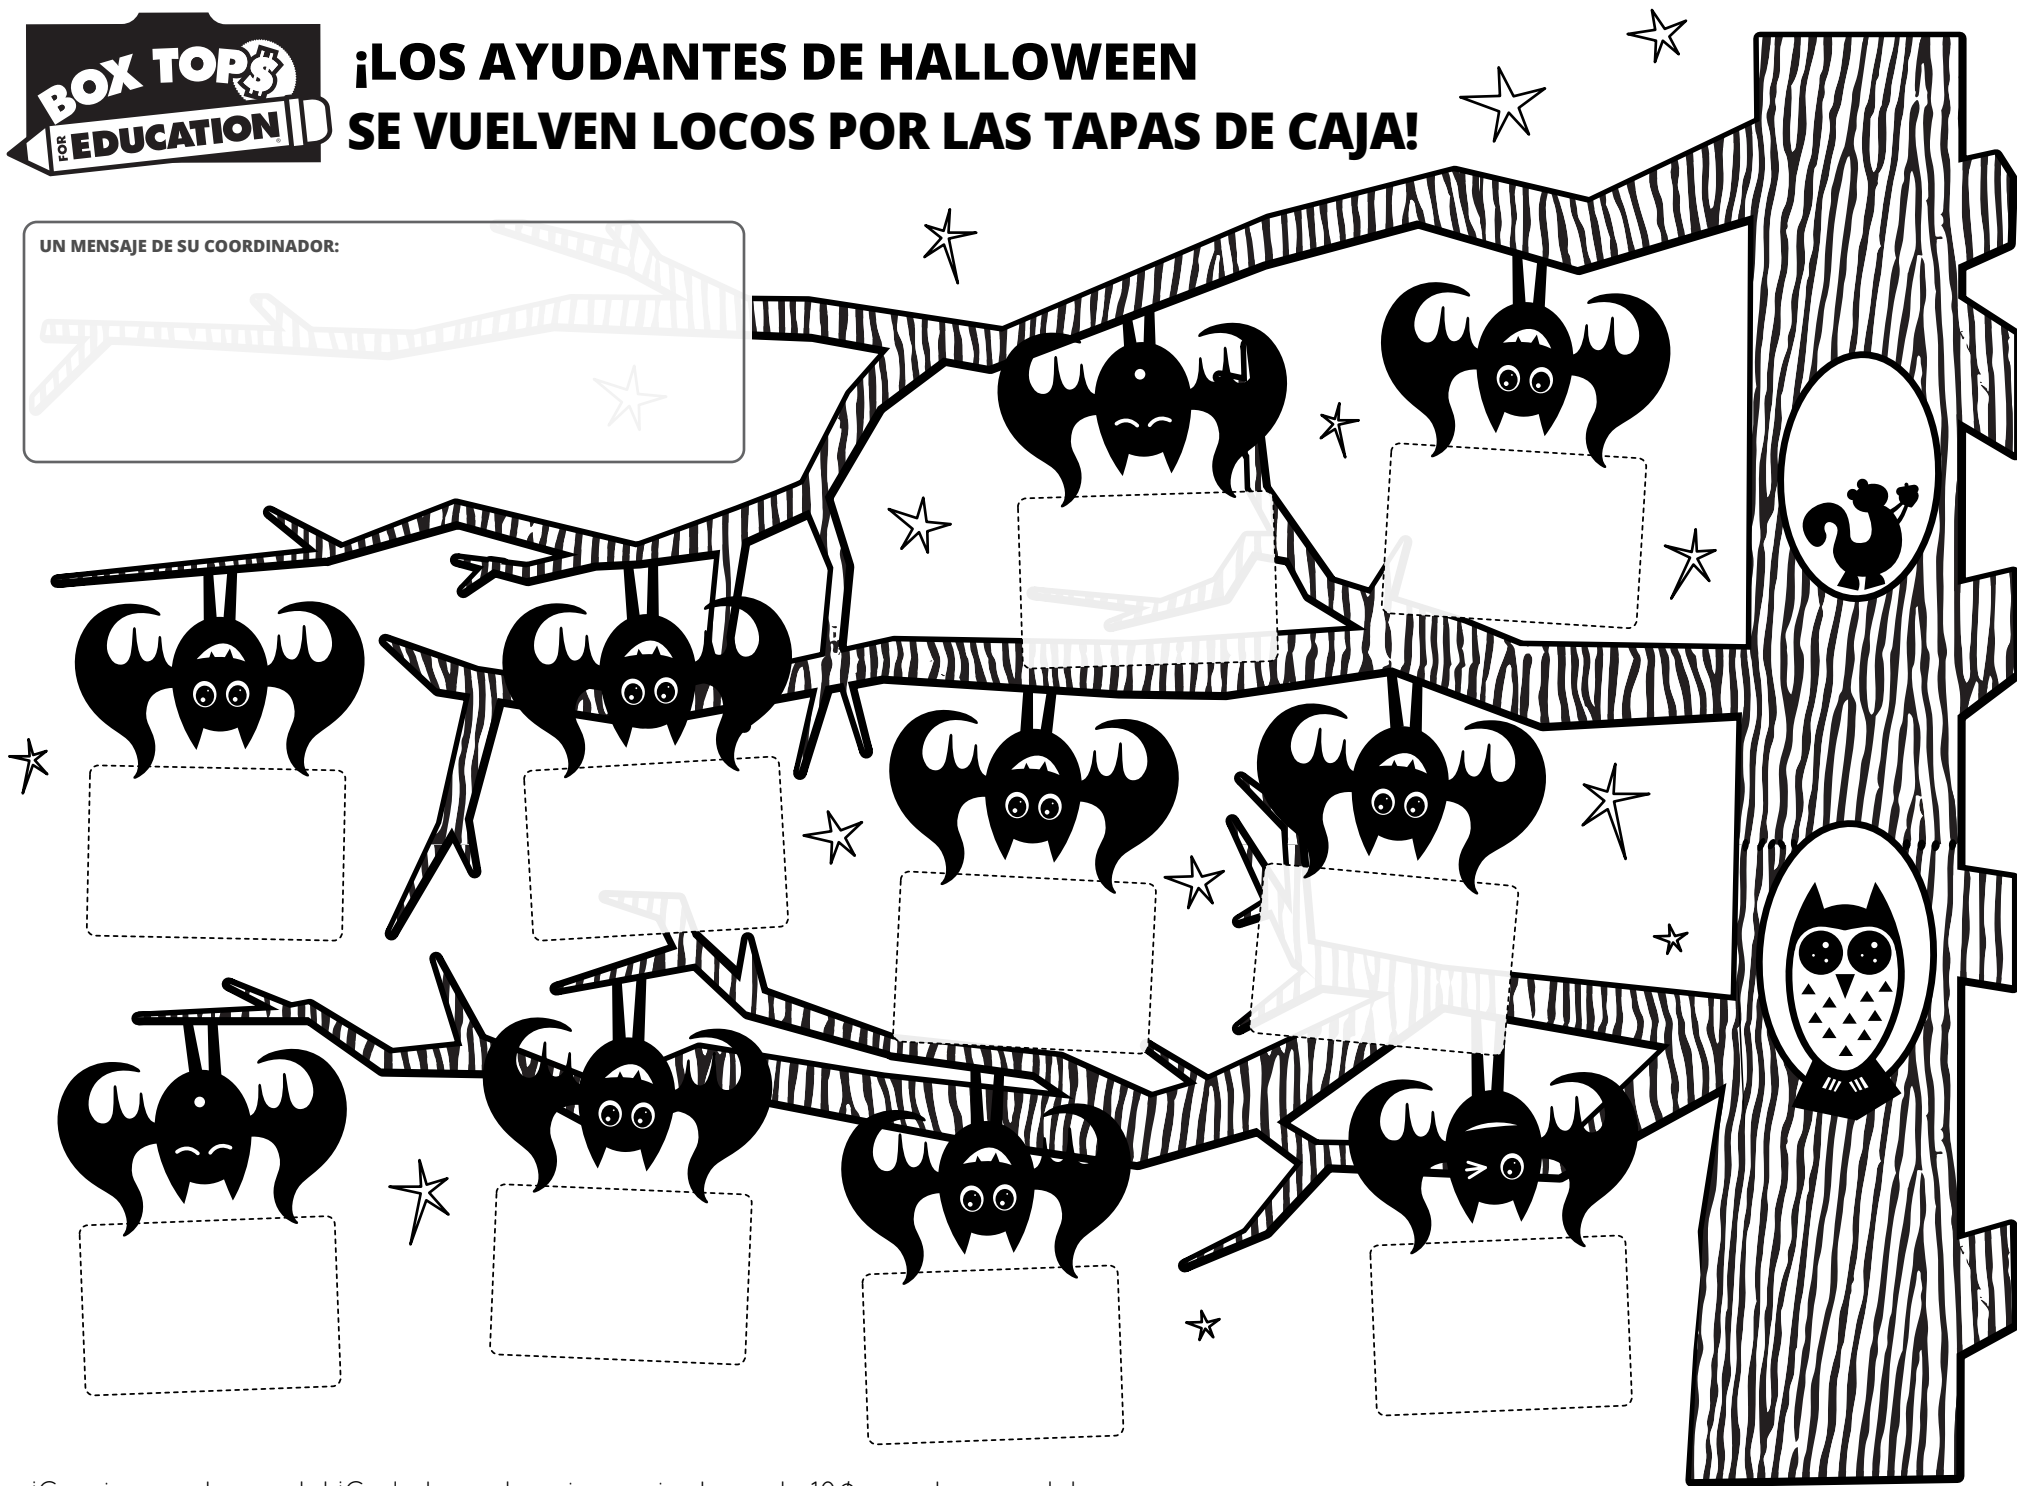 BOX TOP$
FOR EDUCATION
¡LOS AYUDANTES DE HALLOWEEN
SE VUELVEN LOCOS POR LAS TAPAS DE CAJA!
UN MENSAJE DE SU COORDINADOR: